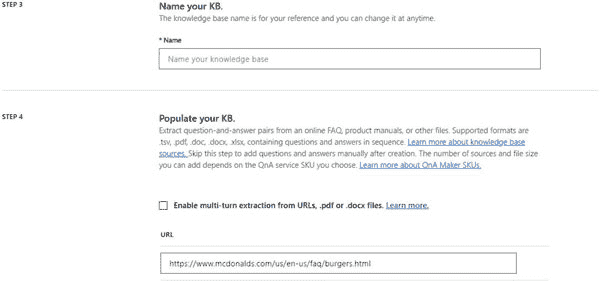 STEP 3
Name your KB.
The knowledge base name is for your reference and you can change it at anytime.
* Name
Name your knowledge base
STEP 4
Populate your KB.
Extract question-and-answer pairs from an online FAQ, product manuals, or other files. Supported formats are
.tsv, .pdf, .doc, .docx, .xlsx, containing questions and answers in sequence. Learn more about knowledge base
sources. Skip this step to add questions and answers manually after creation. The number of sources and file size
you can add depends on the QnA service SKU you choose. Learn more about QnA Maker SKUs.
Enable multi-turn extraction from URLs, .pdf or .docx files. Learn more.
URL
https://www.mcdonalds.com/us/en-us/faq/burgers.html